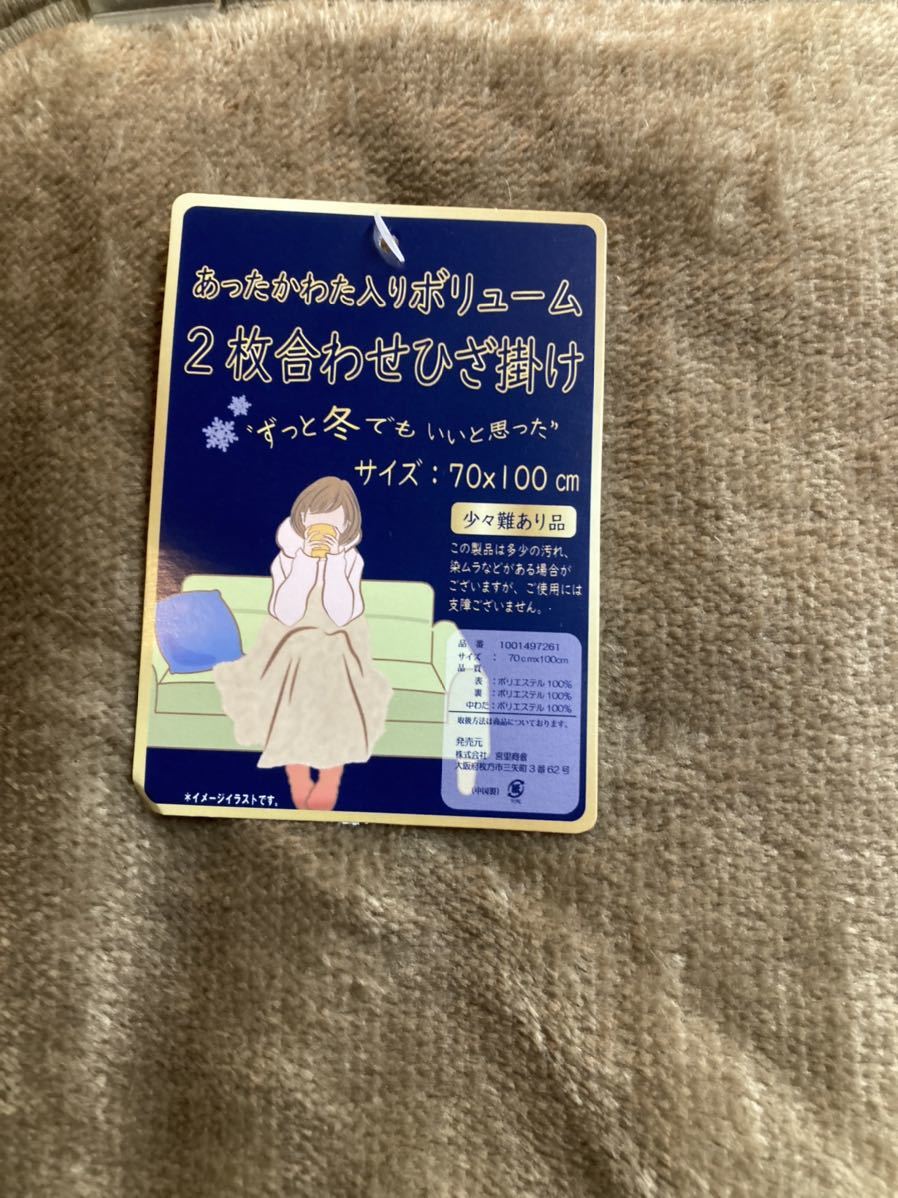 あったかわた入りボリューム
2枚合わせひざ掛け
“ずっと冬でもいいと思った”
サイズ：70x100㎝
少々難あり品
この製品は多少の汚れ、
染ムラなどがある場合が
ございますが、ご使用には
支障ございません。
品番 1001497261
サイズ ： 70cmx100cm
品質
表 ：ポリエステル100%
裏 ：ポリエステル100%
中わた：ポリエステル100%
取扱方法は商品についております。
発売元
株式会社 宮里商會
大阪府枚方市三矢町3番62号
（中国製）
＊イメージイラストです。